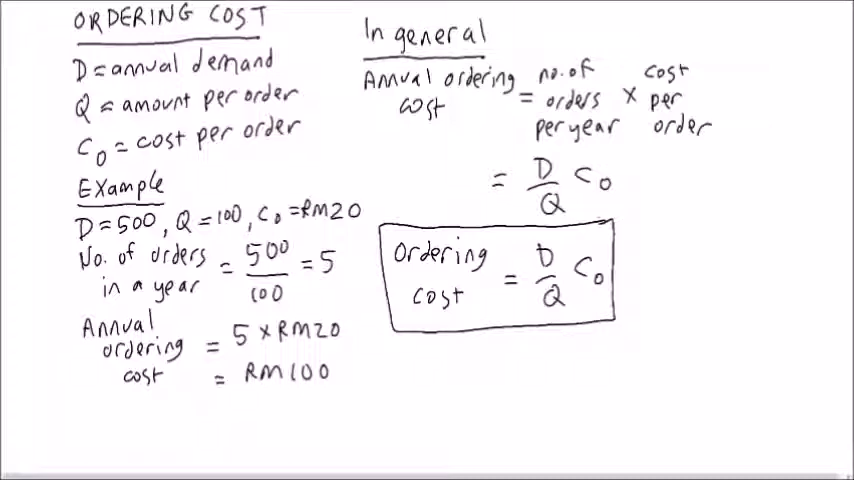 ORDERING COST
D = annual demand
Q = amount per order
C₀ = cost per order
Example
D = 500, Q = 100, C₀ = RM20
No. of orders in a year = 500/100 = 5
Annual ordering cost = 5 × RM20
= RM100
In general
Annual ordering cost = no. of orders per year × cost per order
= D/Q C₀
Ordering cost = D/Q C₀